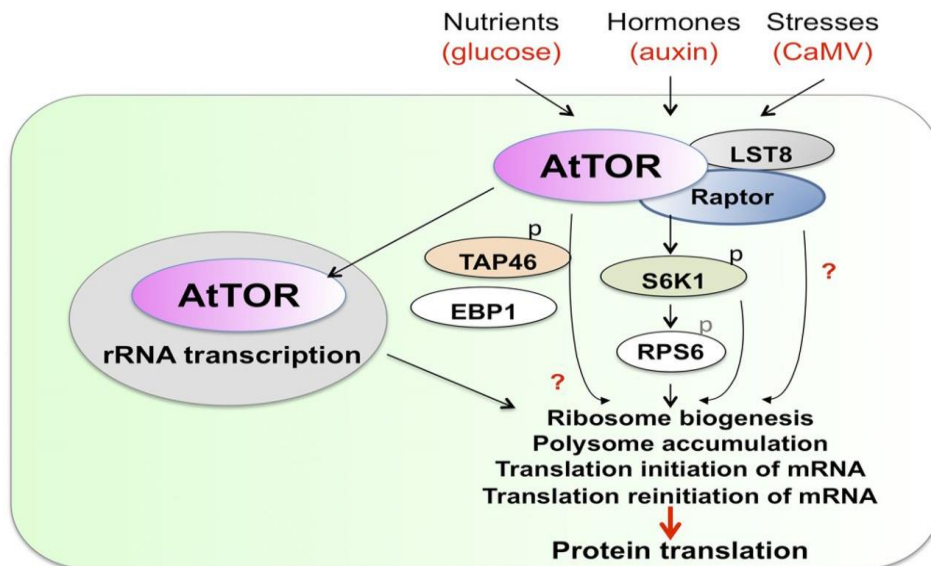 Nutrients
(glucose)
Hormones
(auxin)
Stresses
(CaMV)
AtTOR
LST8
Raptor
p
TAP46
EBP1
p
S6K1
p
RPS6
?
?
AtTOR
rRNA transcription
Ribosome biogenesis
Polysome accumulation
Translation initiation of mRNA
Translation reinitiation of mRNA
Protein translation